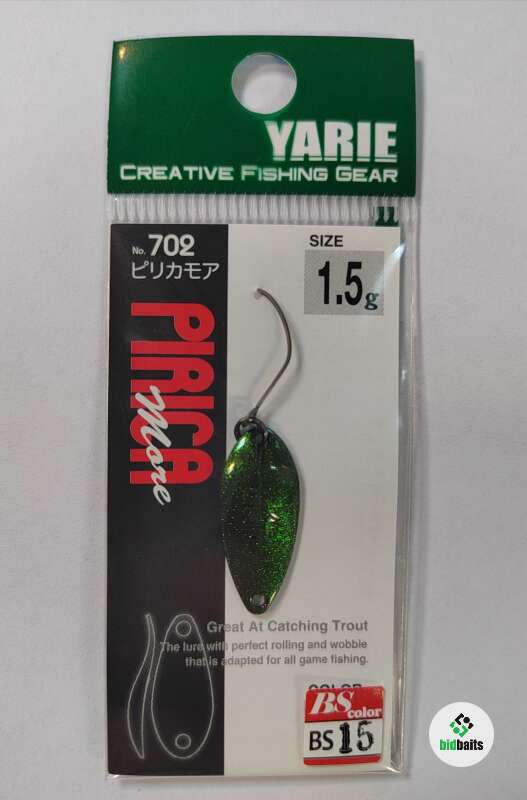 YARIE
CREATIVE FISHING GEAR
No. 702
ピリカモア
SIZE
1.5g
PIRICA
More
Great At Catching Trout
The lure with perfect rolling and wobble
that is adapted for all game fishing.
COLOR
BS
color
BS 15
bidbaits